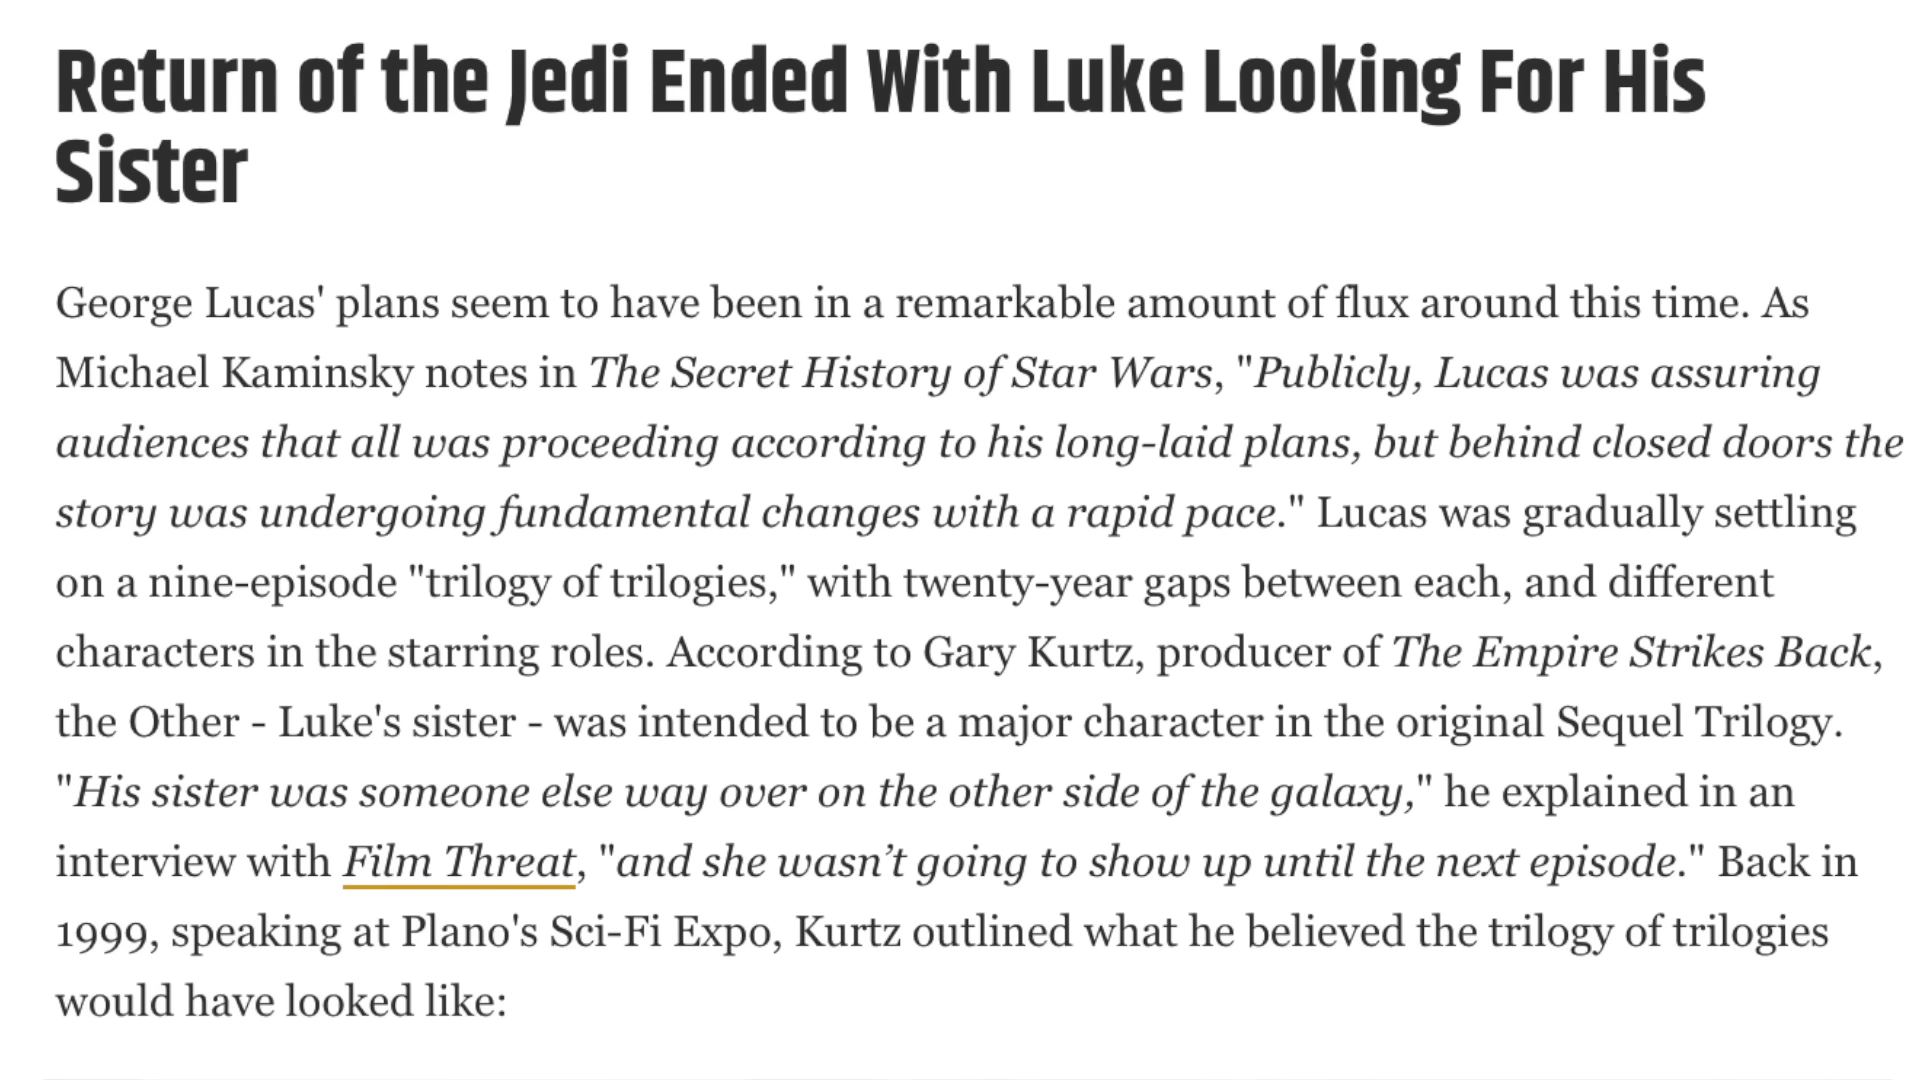 Return of the Jedi Ended With Luke Looking For His
Sister
George Lucas' plans seem to have been in a remarkable amount of flux around this time. As
Michael Kaminsky notes in The Secret History of Star Wars, "Publicly, Lucas was assuring
audiences that all was proceeding according to his long-laid plans, but behind closed doors the
story was undergoing fundamental changes with a rapid pace." Lucas was gradually settling
on a nine-episode "trilogy of trilogies," with twenty-year gaps between each, and different
characters in the starring roles. According to Gary Kurtz, producer of The Empire Strikes Back,
the Other - Luke's sister - was intended to be a major character in the original Sequel Trilogy.
"His sister was someone else way over on the other side of the galaxy," he explained in an
interview with Film Threat, "and she wasn’t going to show up until the next episode." Back in
1999, speaking at Plano's Sci-Fi Expo, Kurtz outlined what he believed the trilogy of trilogies
would have looked like: